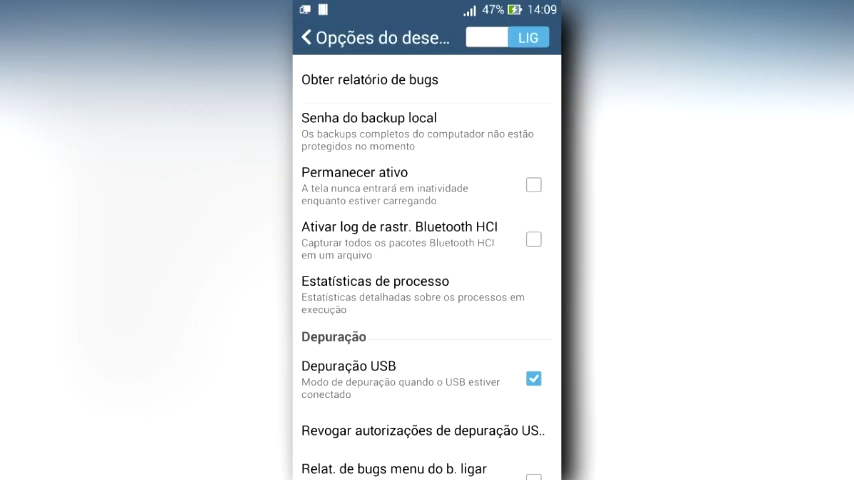 47% 14:09
Opções do dese... LIG
Obter relatório de bugs
Senha do backup local
Os backups completos do computador não estão
protegidos no momento
Permanecer ativo
A tela nunca entrará em inatividade
enquanto estiver carregando
Ativar log de rastr. Bluetooth HCI
Capturar todos os pacotes Bluetooth HCI
em um arquivo
Estatísticas de processo
Estatísticas detalhadas sobre os processos em
execução
Depuração
Depuração USB
Modo de depuração quando o USB estiver
conectado
Revogar autorizações de depuração US..
Relat. de bugs menu do b. ligar